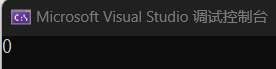 Microsoft Visual Studio 调试控制台
0